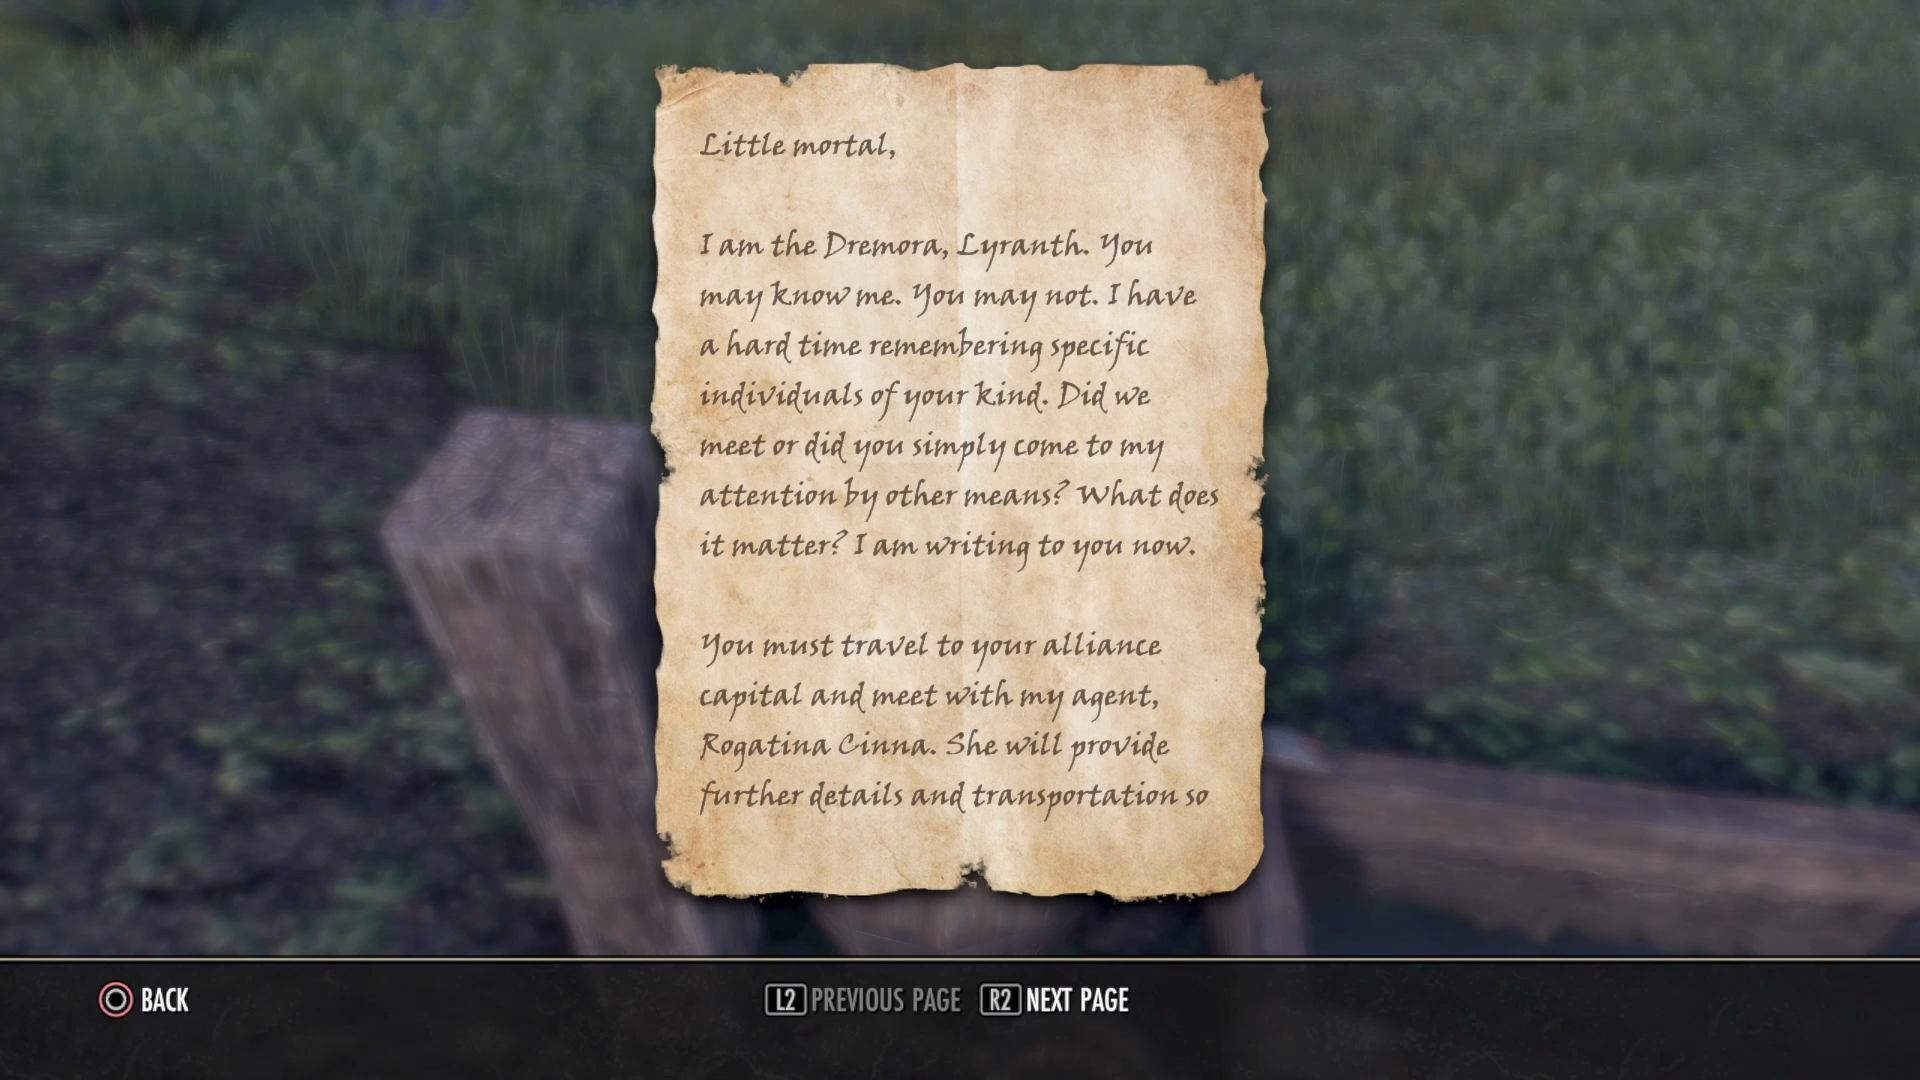 Little mortal,
I am the Dremora, Lyranth. You
may know me. You may not. I have
a hard time remembering specific
individuals of your kind. Did we
meet or did you simply come to my
attention by other means? What does
it matter? I am writing to you now.
You must travel to your alliance
capital and meet with my agent,
Rogatina Cinna. She will provide
further details and transportation so
BACK
L2 PREVIOUS PAGE R2 NEXT PAGE